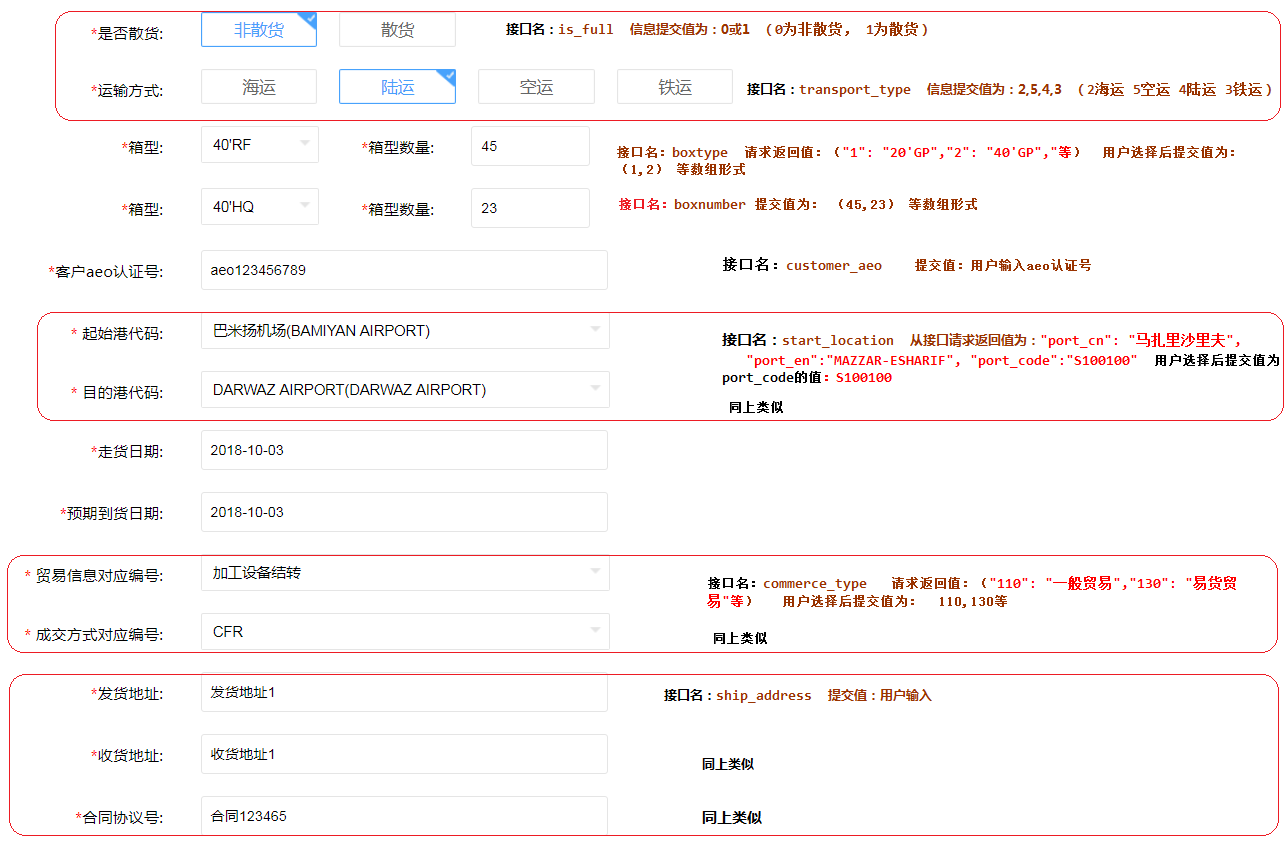 *是否散货: 非散货 散货 接口名：is_full 信息提交值为：0或1 (0为非散货， 1为散货)
*运输方式: 海运 陆运 空运 铁运 接口名：transport_type 信息提交值为：2,5,4,3 (2海运 5空运 4陆运 3铁运)
*箱型: 40'RF *箱型数量: 45 接口名: boxtype 请求返回值: ("1": "20'GP","2": "40'GP","等) 用户选择后提交值为:
(1,2) 等数组形式
*箱型: 40'HQ *箱型数量: 23 接口名: boxnumber 提交值为: (45,23) 等数组形式
*客户aeo认证号: aeo123456789 接口名：customer_aeo 提交值：用户输入aeo认证号
* 起始港代码: 巴米扬机场(BAMIYAN AIRPORT) 接口名：start_location 从接口请求返回值为："port_cn": "马扎里沙里夫",
"port_en":"MAZZAR-ESHARIF", "port_code":"S100100" 用户选择后提交值为
port_code的值：S100100
* 目的港代码: DARWAZ AIRPORT(DARWAZ AIRPORT) 同上类似
*走货日期: 2018-10-03
*预期到货日期: 2018-10-03
* 贸易信息对应编号: 加工设备结转 接口名: commerce_type 请求返回值: ("110": "一般贸易","130": "易货贸
易"等) 用户选择后提交值为: 110,130等
* 成交方式对应编号: CFR 同上类似
*发货地址: 发货地址1 接口名：ship_address 提交值：用户输入
*收货地址: 收货地址1 同上类似
*合同协议号: 合同123465 同上类似